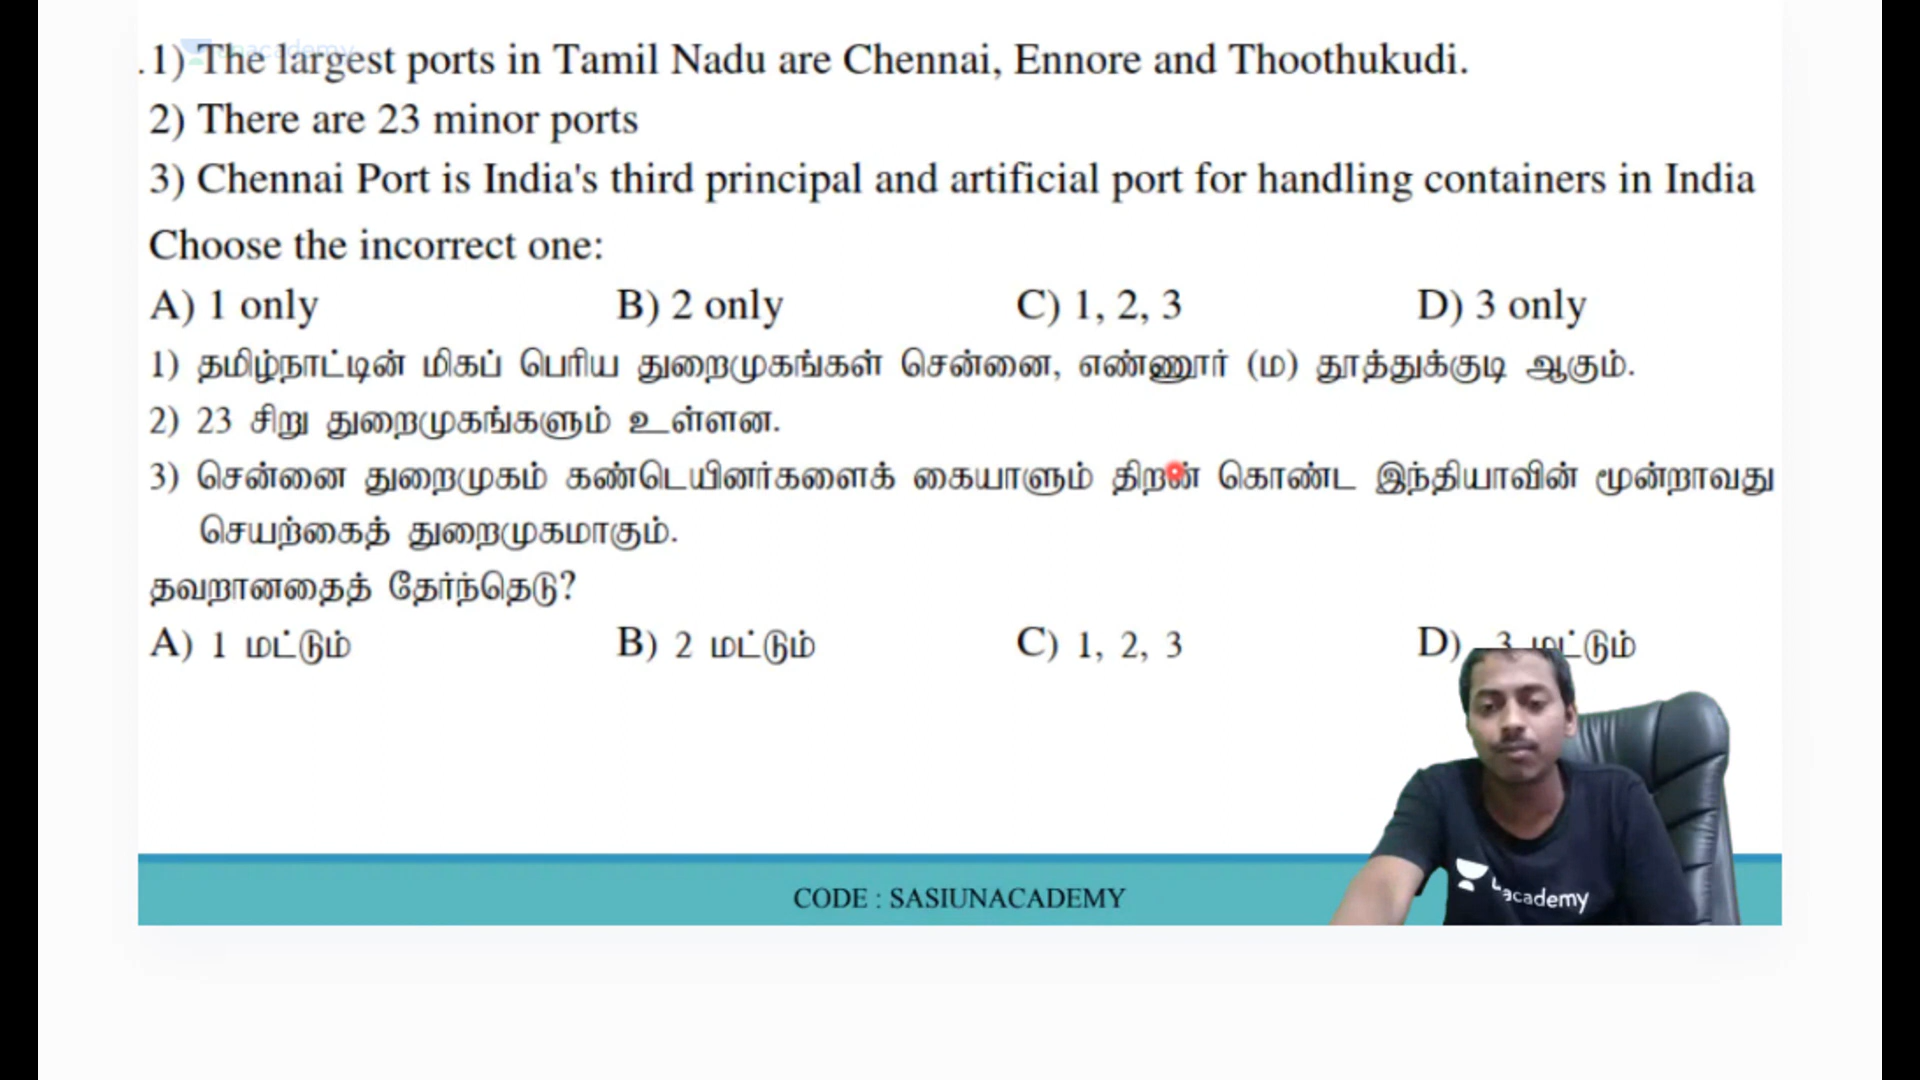 unacademy
.1) The largest ports in Tamil Nadu are Chennai, Ennore and Thoothukudi.
2) There are 23 minor ports
3) Chennai Port is India's third principal and artificial port for handling containers in India
Choose the incorrect one:
A) 1 only B) 2 only C) 1, 2, 3 D) 3 only
1) தமிழ்நாட்டின் மிகப் பெரிய துறைமுகங்கள் சென்னை, எண்ணூர் (ம) தூத்துக்குடி ஆகும்.
2) 23 சிறு துறைமுகங்களும் உள்ளன.
3) சென்னை துறைமுகம் கண்டெயினர்களைக் கையாளும் திறன் கொண்ட இந்தியாவின் மூன்றாவது
செயற்கைத் துறைமுகமாகும்.
தவறானதைத் தேர்ந்தெடு?
A) 1 மட்டும் B) 2 மட்டும் C) 1, 2, 3 D) 3 மட்டும்
CODE : SASIUNACADEMY
unacademy